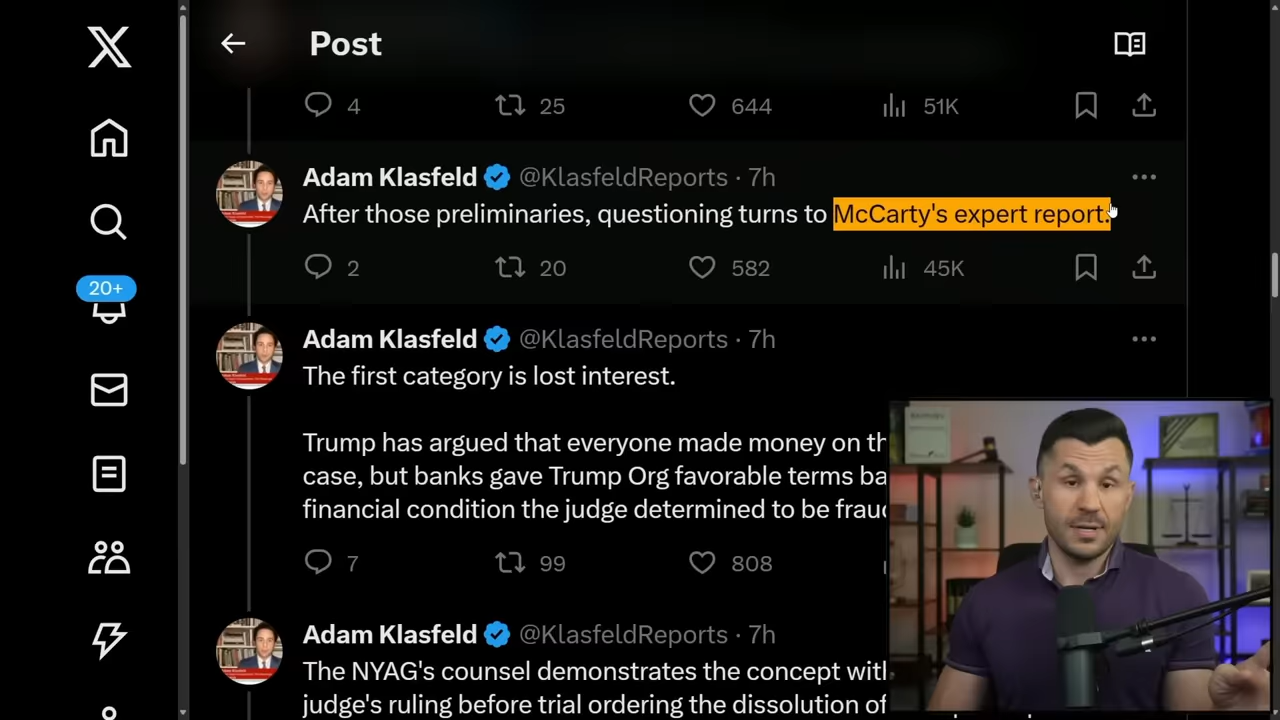 Post
4 25 644 51K
Adam Klasfeld @KlasfeldReports · 7h
After those preliminaries, questioning turns to McCarty's expert report.
2 20 582 45K
20+
Adam Klasfeld @KlasfeldReports · 7h
The first category is lost interest.
Trump has argued that everyone made money on th
case, but banks gave Trump Org favorable terms ba
financial condition the judge determined to be frau
7 99 808
Adam Klasfeld @KlasfeldReports · 7h
The NYAG's counsel demonstrates the concept with
judge's ruling before trial ordering the dissolution of